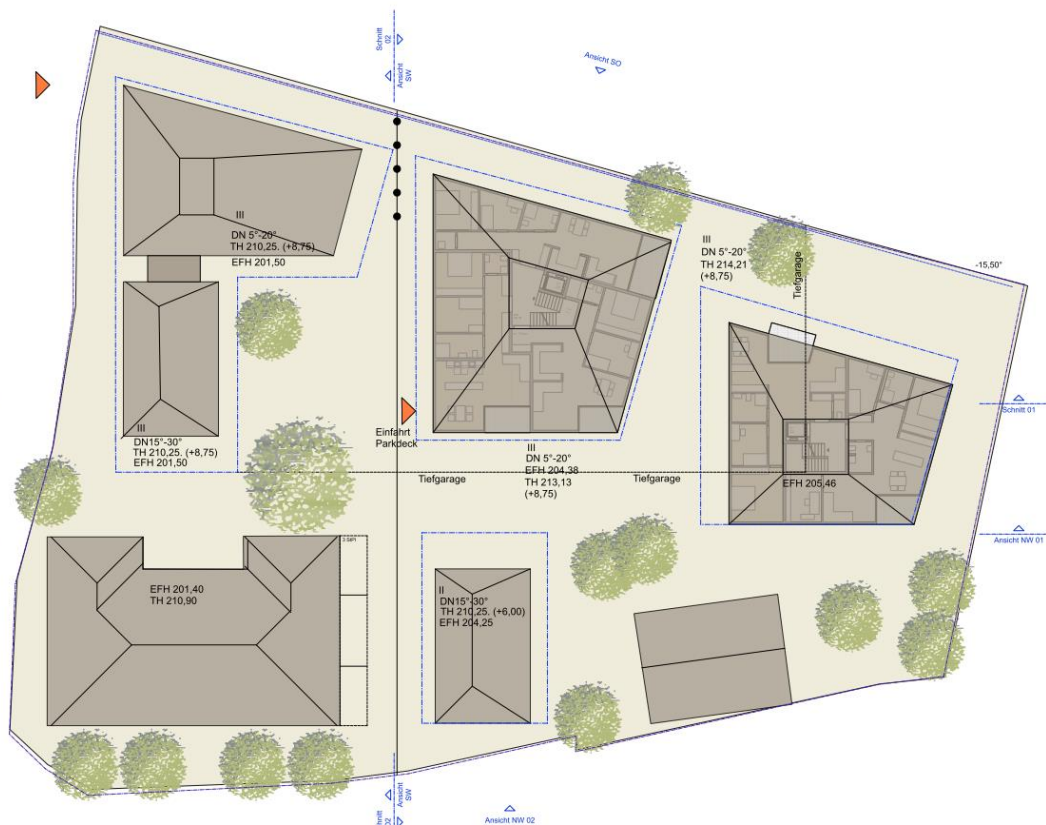 Schnitt
02
Ansicht
SW
Ansicht SO
III
DN 5°-20°
TH 210,25. (+8,75)
EFH 201,50
III
DN 5°-20°
TH 214,21
(+8,75)
Tiefgarage
-15,50°
Schnitt 01
III
DN15°-30°
TH 210,25. (+8,75)
EFH 201,50
Einfahrt
Parkdeck
III
DN 5°-20°
EFH 204,38
TH 213,13
(+8,75)
Tiefgarage
Tiefgarage
EFH 205,46
Ansicht NW 01
EFH 201,40
TH 210,90
II
DN15°-30°
TH 210,25. (+6,00)
EFH 204,25
Ansicht
SW
02
Ansicht NW 02